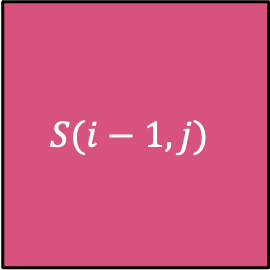 S(i − 1, j)